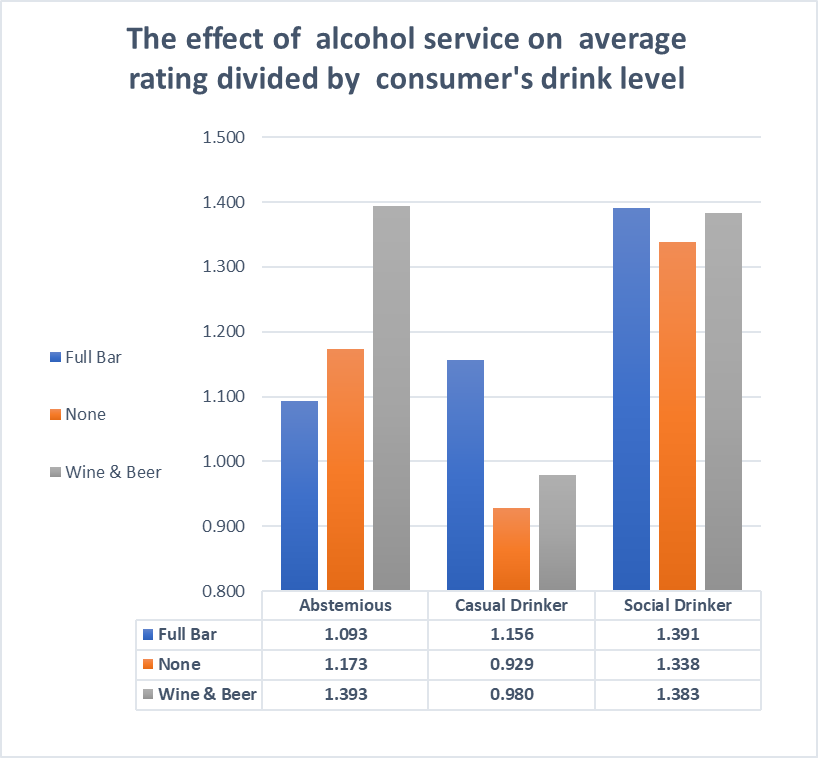 The effect of  alcohol service on  average
rating divided by  consumer's drink level
1.500
1.400
1.300
1.200
1.100
1.000
0.900
0.800
Full Bar
None
Wine & Beer
Abstemious Casual Drinker Social Drinker
Full Bar 1.093 1.156 1.391
None 1.173 0.929 1.338
Wine & Beer 1.393 0.980 1.383